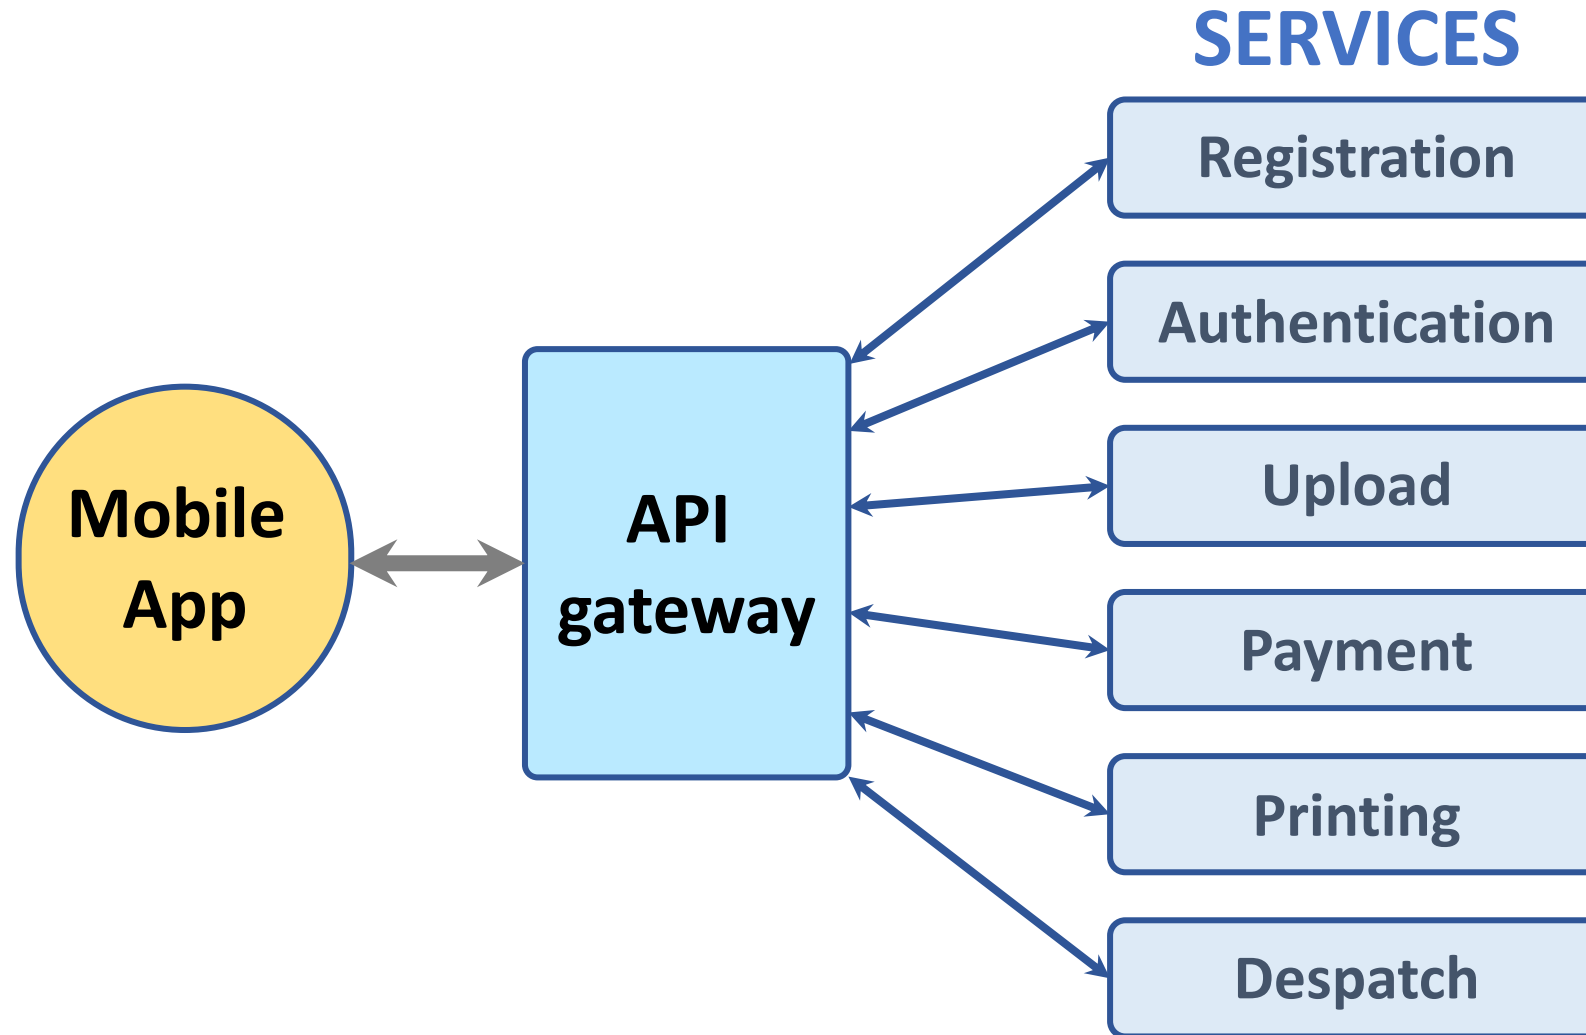 SERVICES
Registration
Authentication
Upload
Payment
Printing
Despatch
Mobile
App
API
gateway